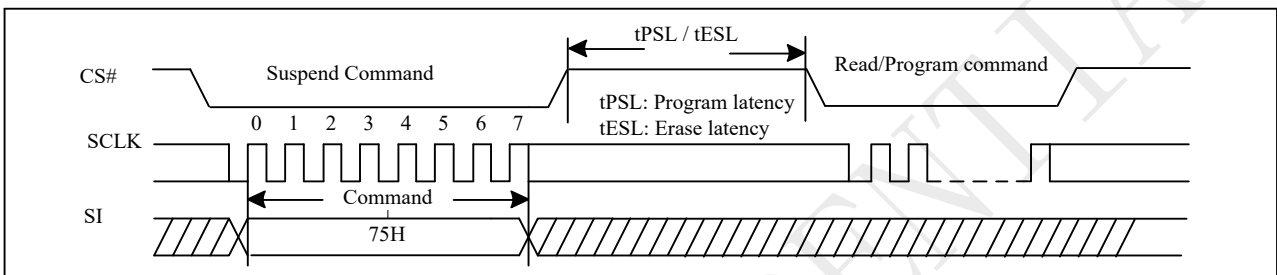 tPSL / tESL
CS#
Suspend Command
Read/Program command
tPSL: Program latency
tESL: Erase latency
0 1 2 3 4 5 6 7
SCLK
Command
SI
75H